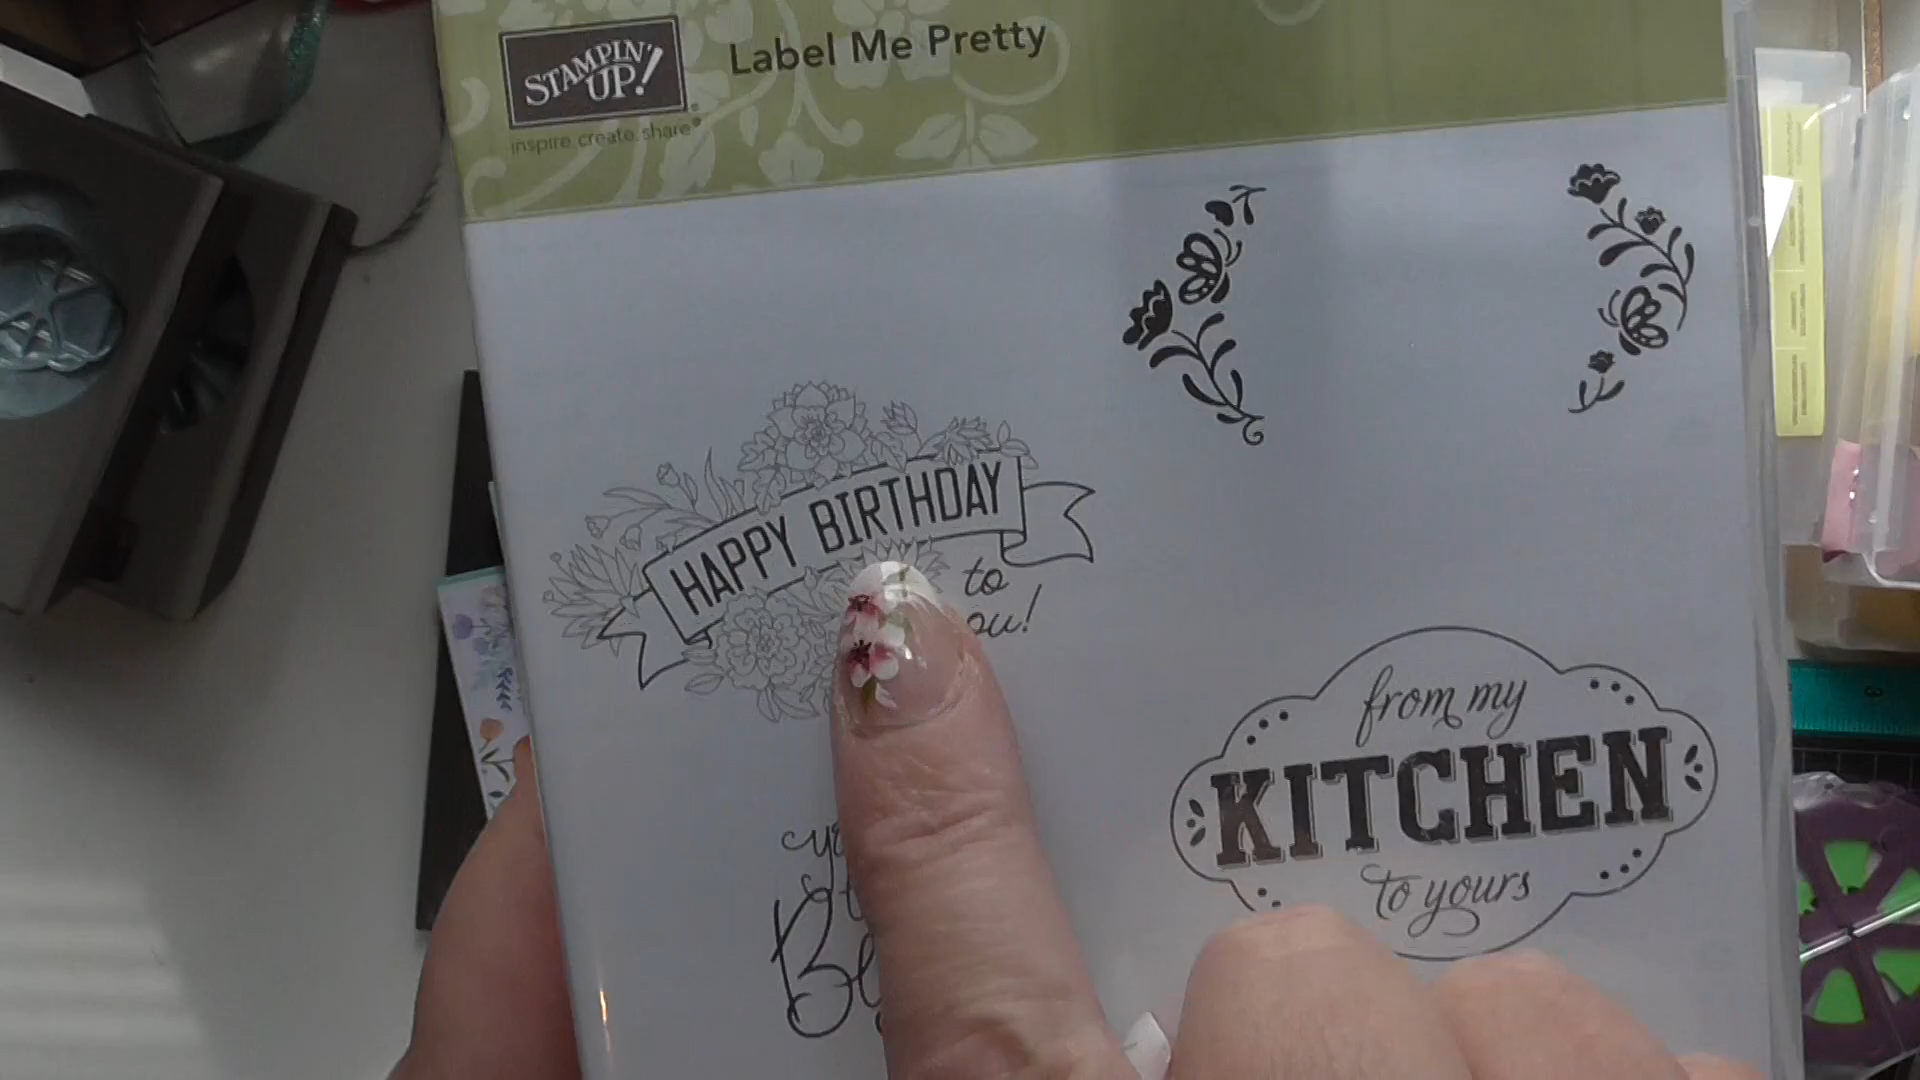 STAMPIN' UP!
inspire. create. share®
Label Me Pretty
HAPPY BIRTHDAY
to
from my
KITCHEN
to yours